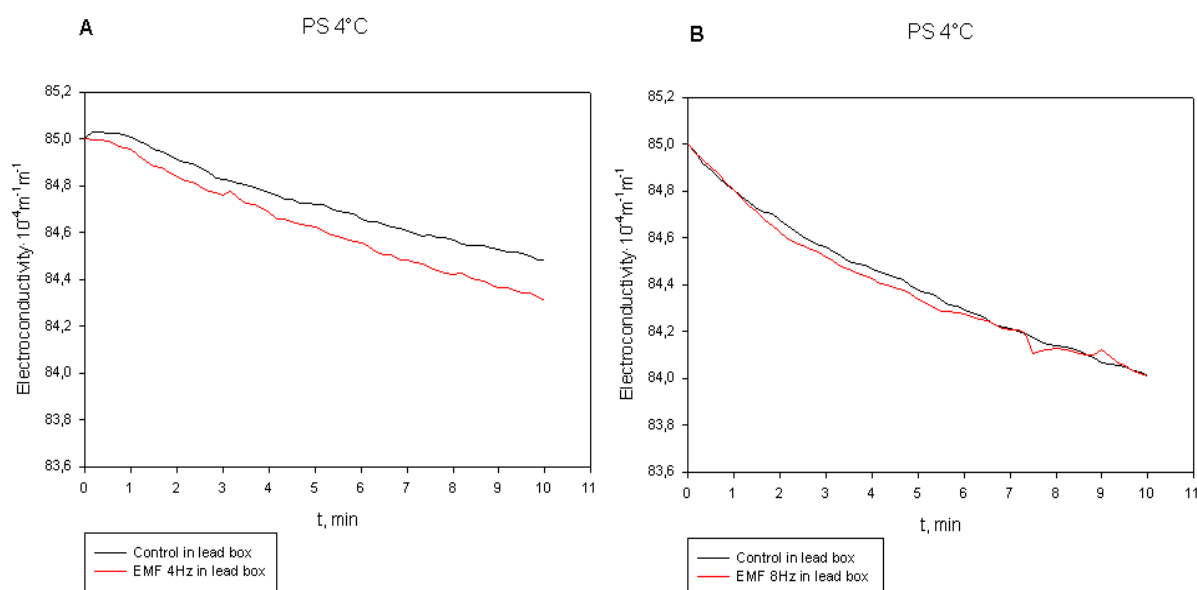 A
PS 4°C
Electroconductivity·10⁻⁴m⁻¹m⁻¹
85,2
85,0
84,8
84,6
84,4
84,2
84,0
83,8
83,6
0 1 2 3 4 5 6 7 8 9 10 11
t, min
Control in lead box
EMF 4Hz in lead box
B
PS 4°C
Electroconductivity·10⁻⁴m⁻¹m⁻¹
85,2
85,0
84,8
84,6
84,4
84,2
84,0
83,8
83,6
0 1 2 3 4 5 6 7 8 9 10 11
t, min
Control in lead box
EMF 8Hz in lead box